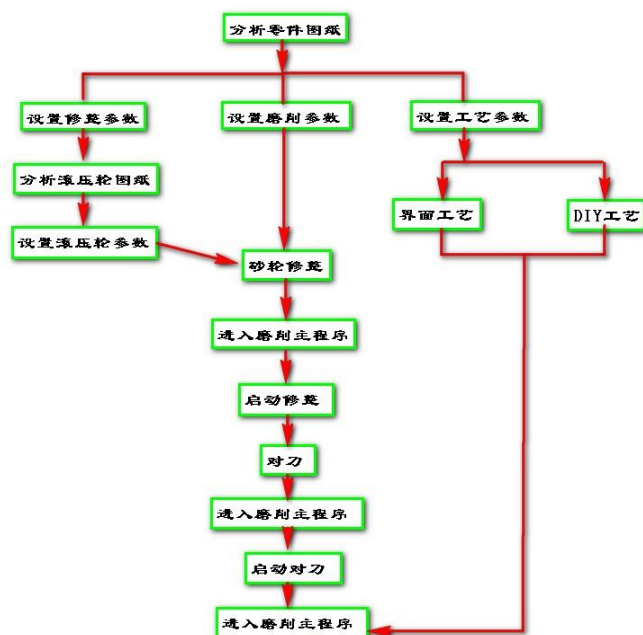 分析零件图纸
设置修整参数
设置磨削参数
设置工艺参数
分析滚压轮图纸
界面工艺
DIY工艺
设置滚压轮参数
砂轮修整
进入磨削主程序
启动修整
对刀
进入磨削主程序
启动对刀
进入磨削主程序